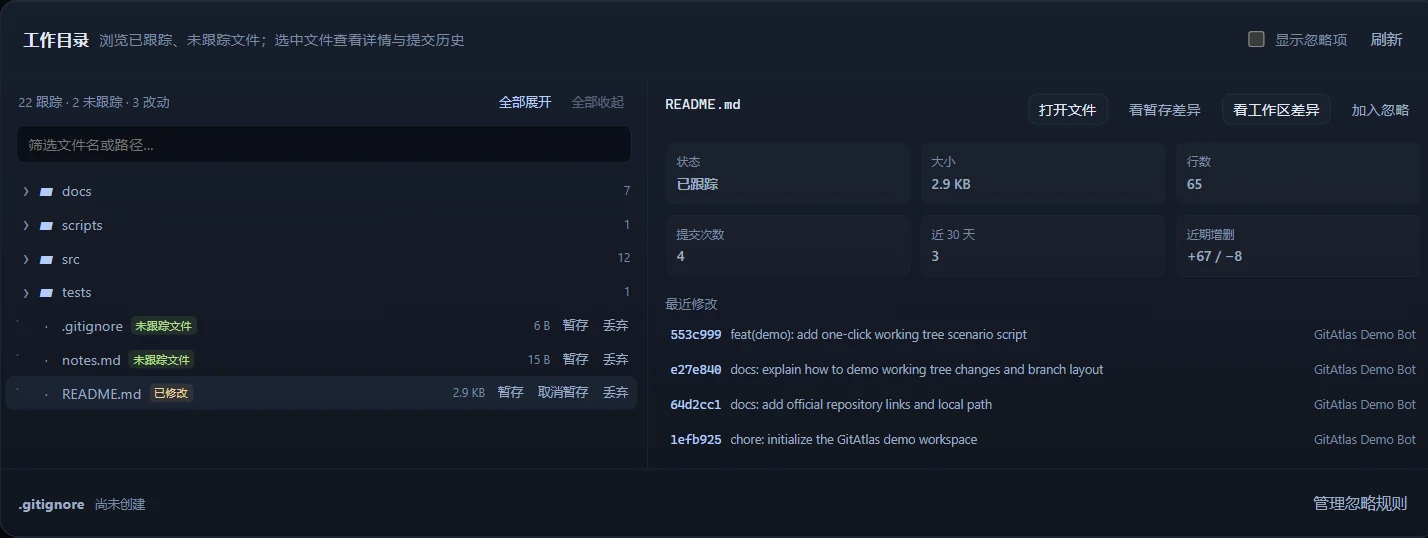 工作目录 浏览已跟踪、未跟踪文件；选中文件查看详情与提交历史 显示忽略项 刷新
22 跟踪 · 2 未跟踪 · 3 改动 全部展开 全部收起
筛选文件名或路径...
docs 7
scripts 1
src 12
tests 1
.gitignore 未跟踪文件 6 B 暂存 丢弃
notes.md 未跟踪文件 15 B 暂存 丢弃
README.md 已修改 2.9 KB 暂存 取消暂存 丢弃
README.md 打开文件 看暂存差异 看工作区差异 加入忽略
状态 大小 行数
已跟踪 2.9 KB 65
提交次数 近 30 天 近期增删
4 3 +67 / −8
最近修改
553c999 feat(demo): add one-click working tree scenario script GitAtlas Demo Bot
e27e840 docs: explain how to demo working tree changes and branch layout GitAtlas Demo Bot
64d2cc1 docs: add official repository links and local path GitAtlas Demo Bot
1efb925 chore: initialize the GitAtlas demo workspace GitAtlas Demo Bot
.gitignore 尚未创建 管理忽略规则